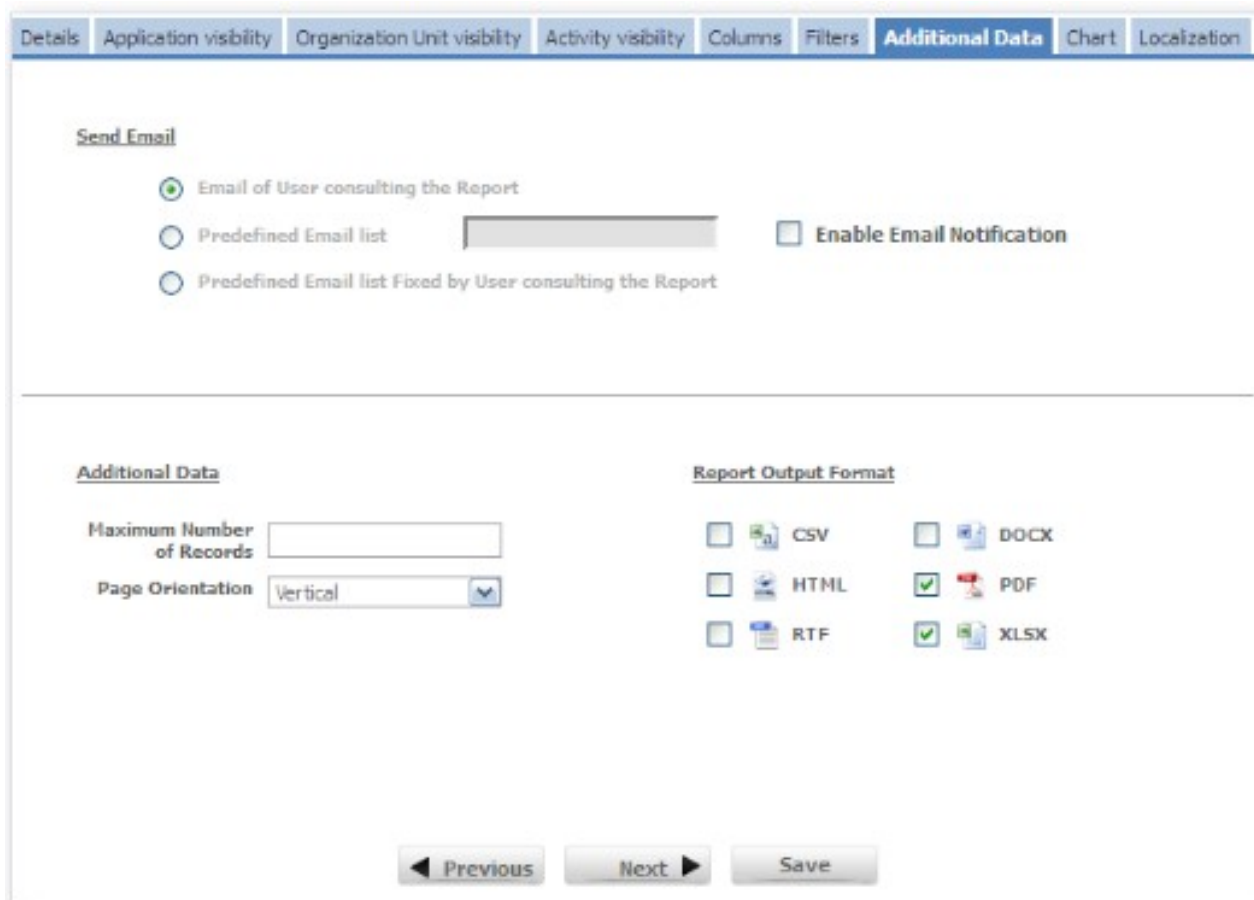 Details Application visibility Organization Unit visibility Activity visibility Columns Filters Additional Data Chart Localization
Send Email
Email of User consulting the Report
Predefined Email list Enable Email Notification
Predefined Email list Fixed by User consulting the Report
Additional Data Report Output Format
Maximum Number
of Records
CSV DOCX
Page Orientation Vertical HTML PDF
RTF XLSX
Previous Next Save